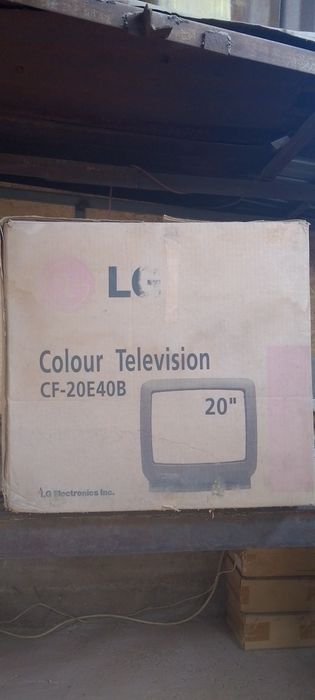 LG
Colour Television
CF-20E40B
20"
LG Electronics Inc.